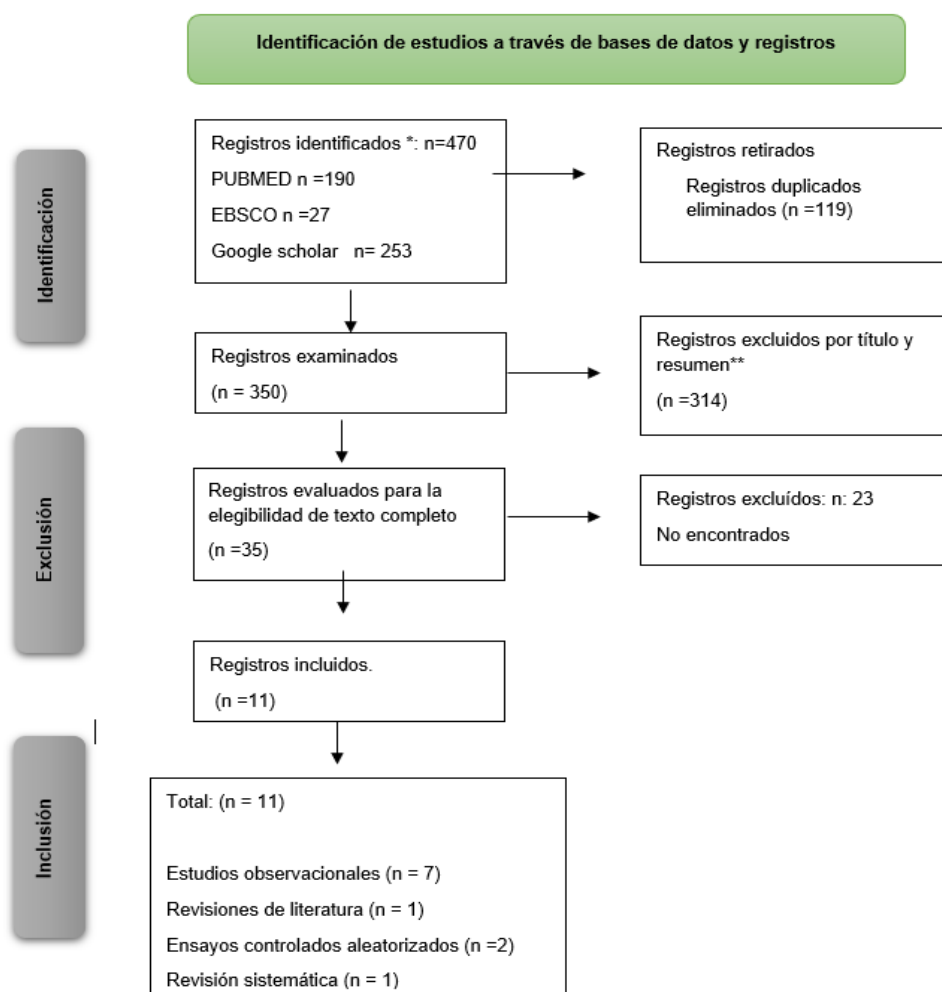 Identificación de estudios a través de bases de datos y registros
Identificación
Registros identificados *: n=470
PUBMED n =190
EBSCO n =27
Google scholar n= 253
Registros retirados
Registros duplicados
eliminados (n =119)
Registros examinados
(n = 350)
Registros excluidos por título y
resumen**
(n =314)
Exclusión
Registros evaluados para la
elegibilidad de texto completo
(n =35)
Registros excluídos: n: 23
No encontrados
Registros incluidos.
(n =11)
Inclusión
Total: (n = 11)
Estudios observacionales (n = 7)
Revisiones de literatura (n = 1)
Ensayos controlados aleatorizados (n =2)
Revisión sistemática (n = 1)